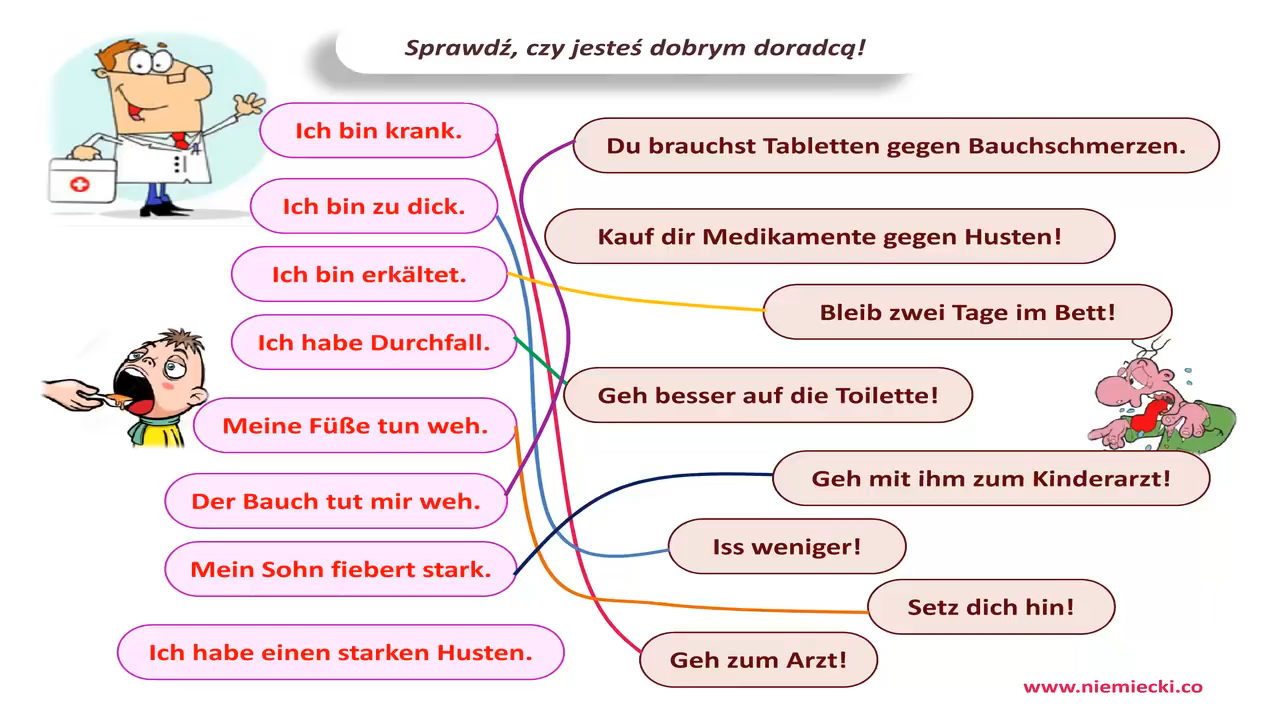 Sprawdź, czy jesteś dobrym doradcą!
Ich bin krank.
Ich bin zu dick.
Ich bin erkältet.
Ich habe Durchfall.
Meine Füße tun weh.
Der Bauch tut mir weh.
Mein Sohn fiebert stark.
Ich habe einen starken Husten.
Du brauchst Tabletten gegen Bauchschmerzen.
Kauf dir Medikamente gegen Husten!
Bleib zwei Tage im Bett!
Geh besser auf die Toilette!
Geh mit ihm zum Kinderarzt!
Iss weniger!
Setz dich hin!
Geh zum Arzt!
www.niemiecki.co